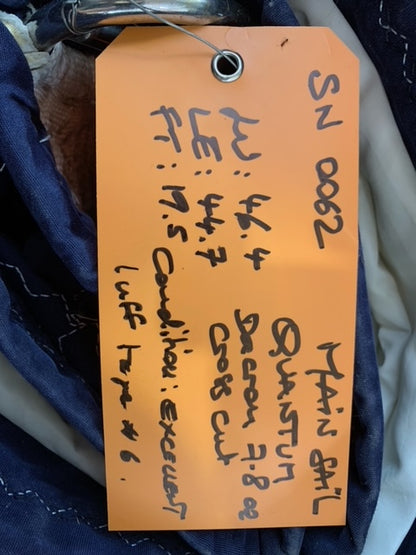 SN 0062 MAIN SAIL
QUANTUM
LU: 46.4 Dacron 7.8 oz
LE: 44.7 Cross cut
FT: 19.5 Condition: EXCELLENT
Luff tape # 6.